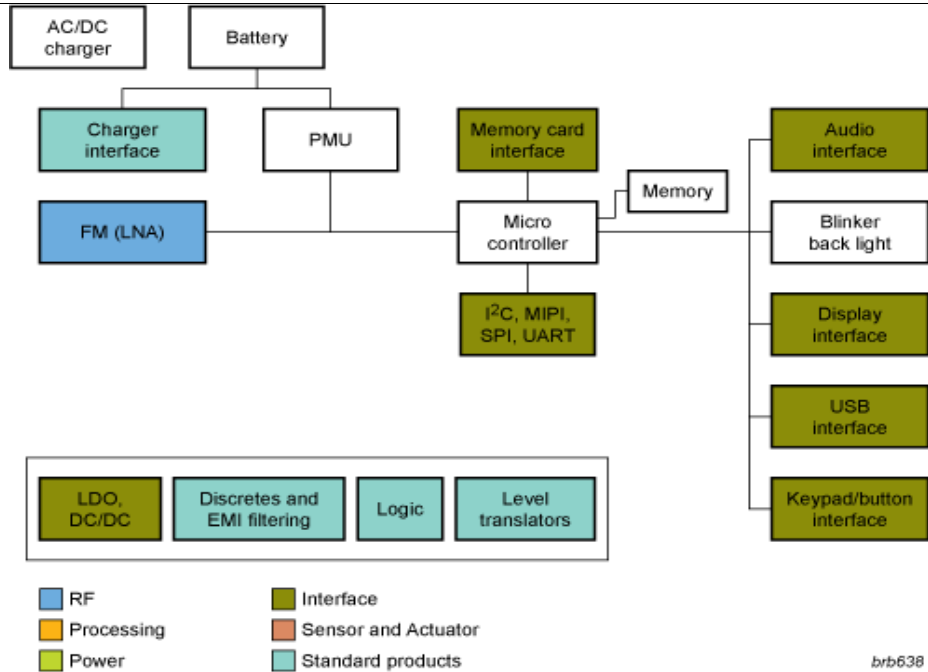 AC/DC
charger
Battery
Charger
interface
PMU
Memory card
interface
Audio
interface
Memory
FM (LNA)
Micro
controller
Blinker
back light
I²C, MIPI,
SPI, UART
Display
interface
USB
interface
Keypad/button
interface
LDO,
DC/DC
Discretes and
EMI filtering
Logic
Level
translators
RF
Processing
Power
Interface
Sensor and Actuator
Standard products
brb638